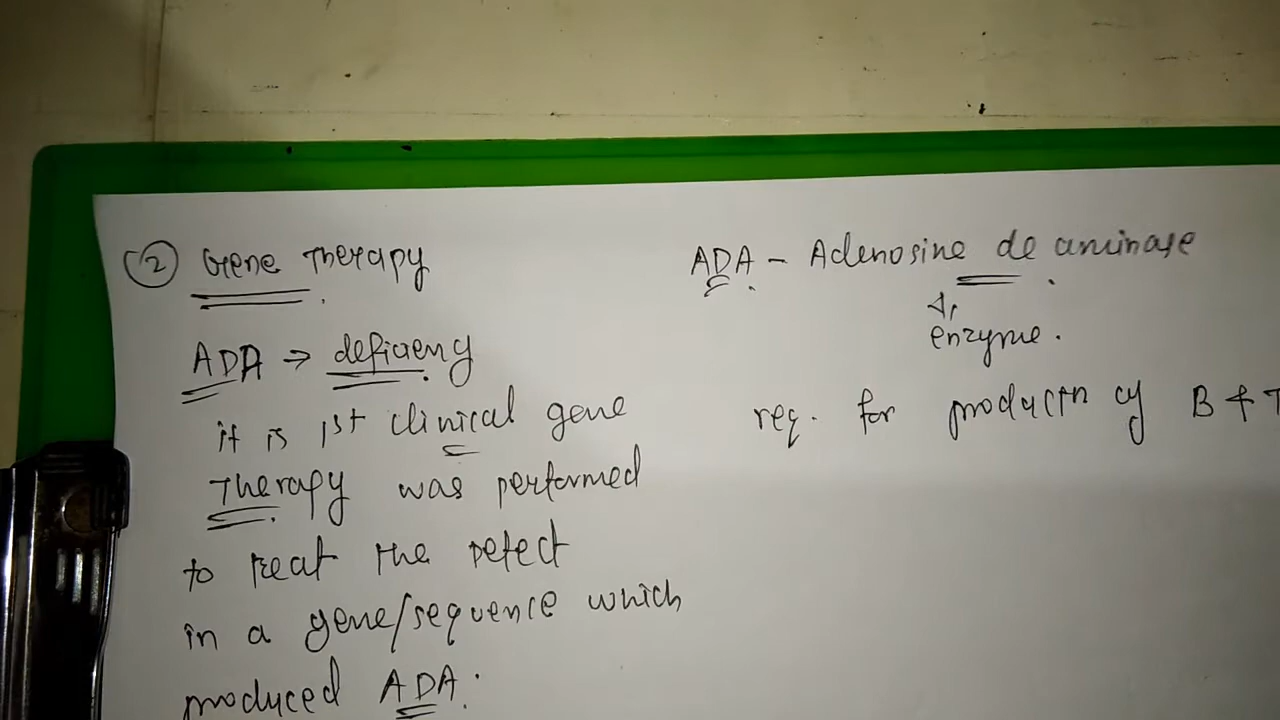 (2) Gene Therapy
ADA ⇒ deficieny
it is 1st clinical gene
Therapy was performed
to treat the defect
in a gene/sequence which
produced ADA.
ADA - Adenosine de aminase
enzyme.
req. for productn of B & T